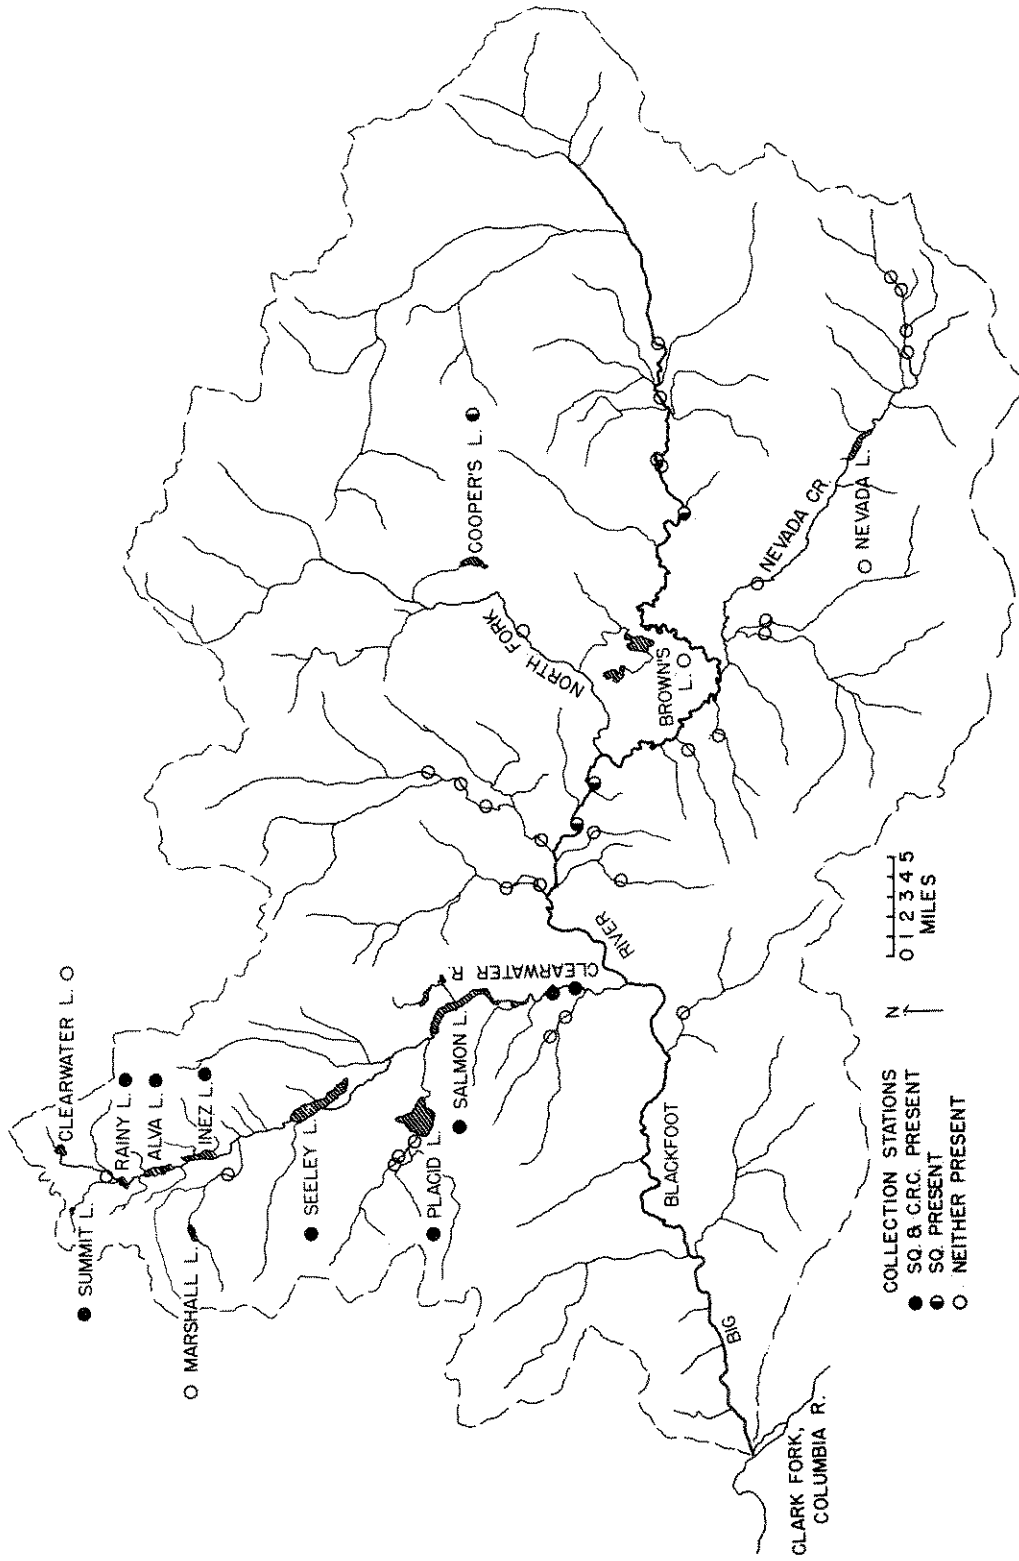 CLEARWATER L.
SUMMIT L.
RAINY L.
ALVA L.
INEZ L.
MARSHALL L.
SEELEY L.
PLACID L.
SALMON L.
CLEARWATER R.
COOPER'S L.
NORTH FORK
BROWN'S
L.
NEVADA CR.
NEVADA L.
BIG BLACKFOOT RIVER
CLARK FORK,
COLUMBIA R.
N
0 1 2 3 4 5
MILES
COLLECTION STATIONS
SQ. & C.R.C. PRESENT
SQ. PRESENT
NEITHER PRESENT